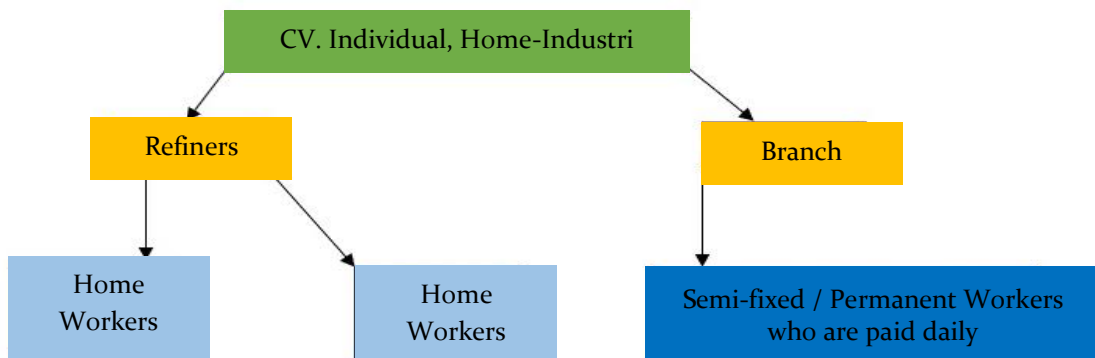 CV. Individual, Home-Industri
Refiners
Branch
Home
Workers
Home
Workers
Semi-fixed / Permanent Workers
who are paid daily